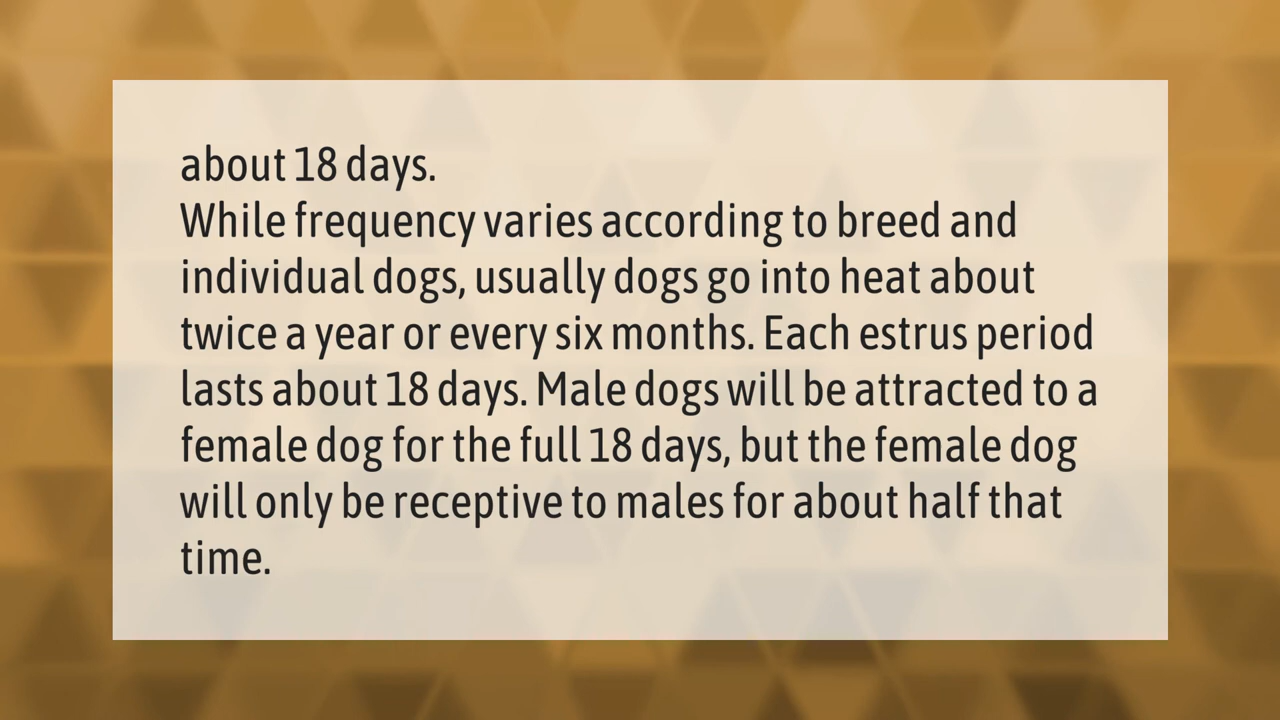 about 18 days.
While frequency varies according to breed and
individual dogs, usually dogs go into heat about
twice a year or every six months. Each estrus period
lasts about 18 days. Male dogs will be attracted to a
female dog for the full 18 days, but the female dog
will only be receptive to males for about half that
time.